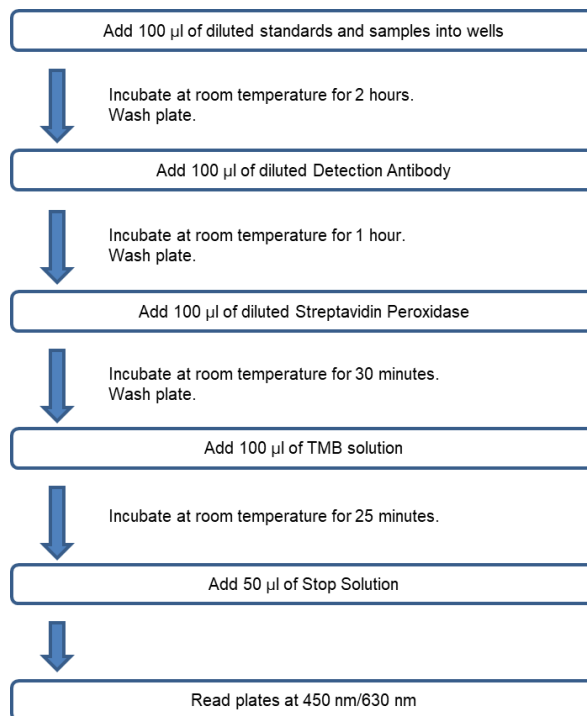 Add 100 µl of diluted standards and samples into wells
Incubate at room temperature for 2 hours.
Wash plate.
Add 100 µl of diluted Detection Antibody
Incubate at room temperature for 1 hour.
Wash plate.
Add 100 µl of diluted Streptavidin Peroxidase
Incubate at room temperature for 30 minutes.
Wash plate.
Add 100 µl of TMB solution
Incubate at room temperature for 25 minutes.
Add 50 µl of Stop Solution
Read plates at 450 nm/630 nm